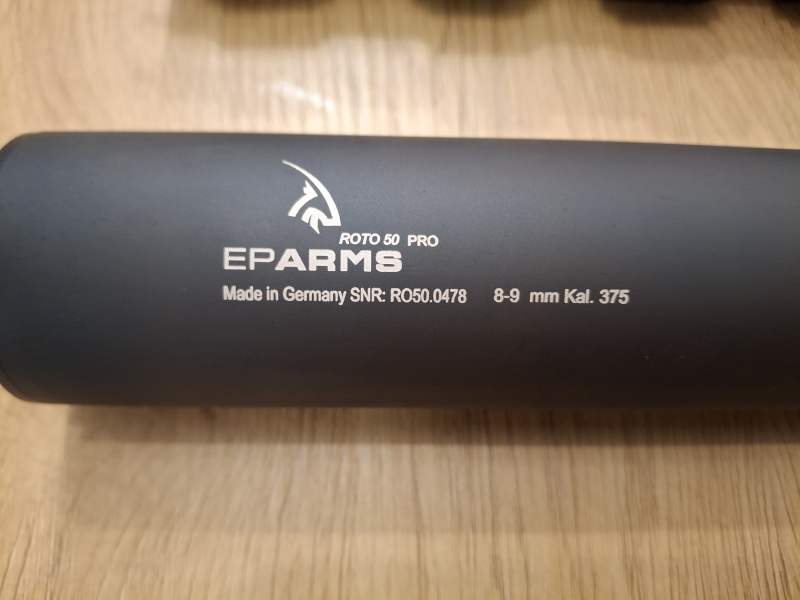 ROTO 50 PRO
EPARMS
Made in Germany SNR: RO50.0478 8-9 mm Kal. 375